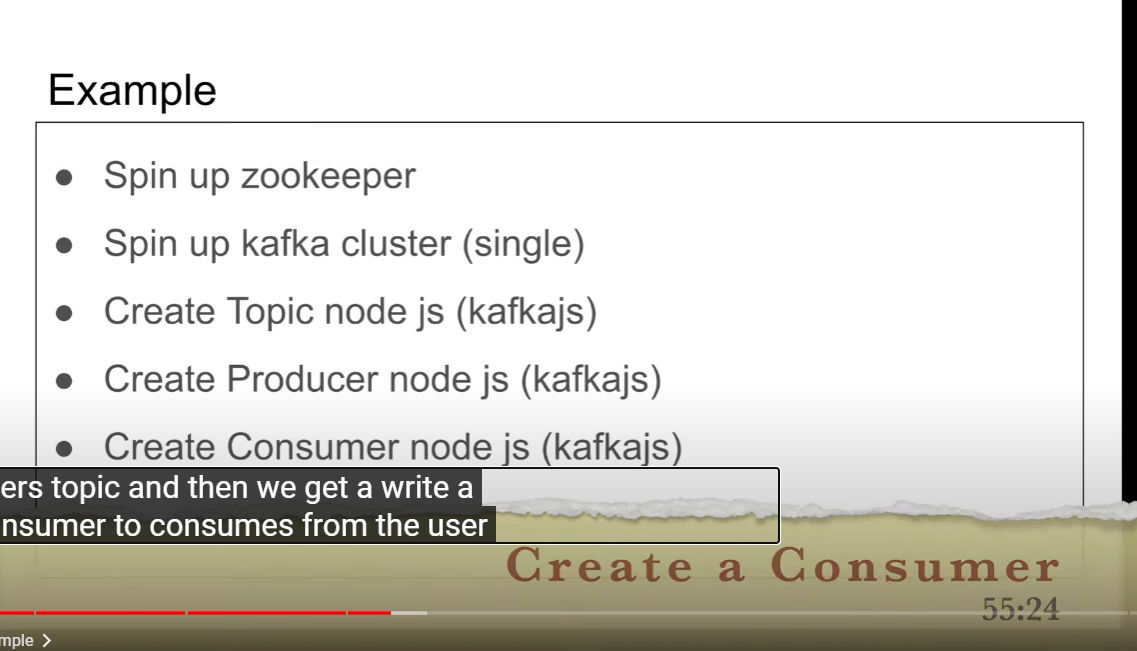 Example
● Spin up zookeeper
● Spin up kafka cluster (single)
● Create Topic node js (kafkajs)
● Create Producer node js (kafkajs)
● Create Consumer node js (kafkajs)
ers topic and then we get a write a
nsumer to consumes from the user
Create a Consumer
55:24
mple >